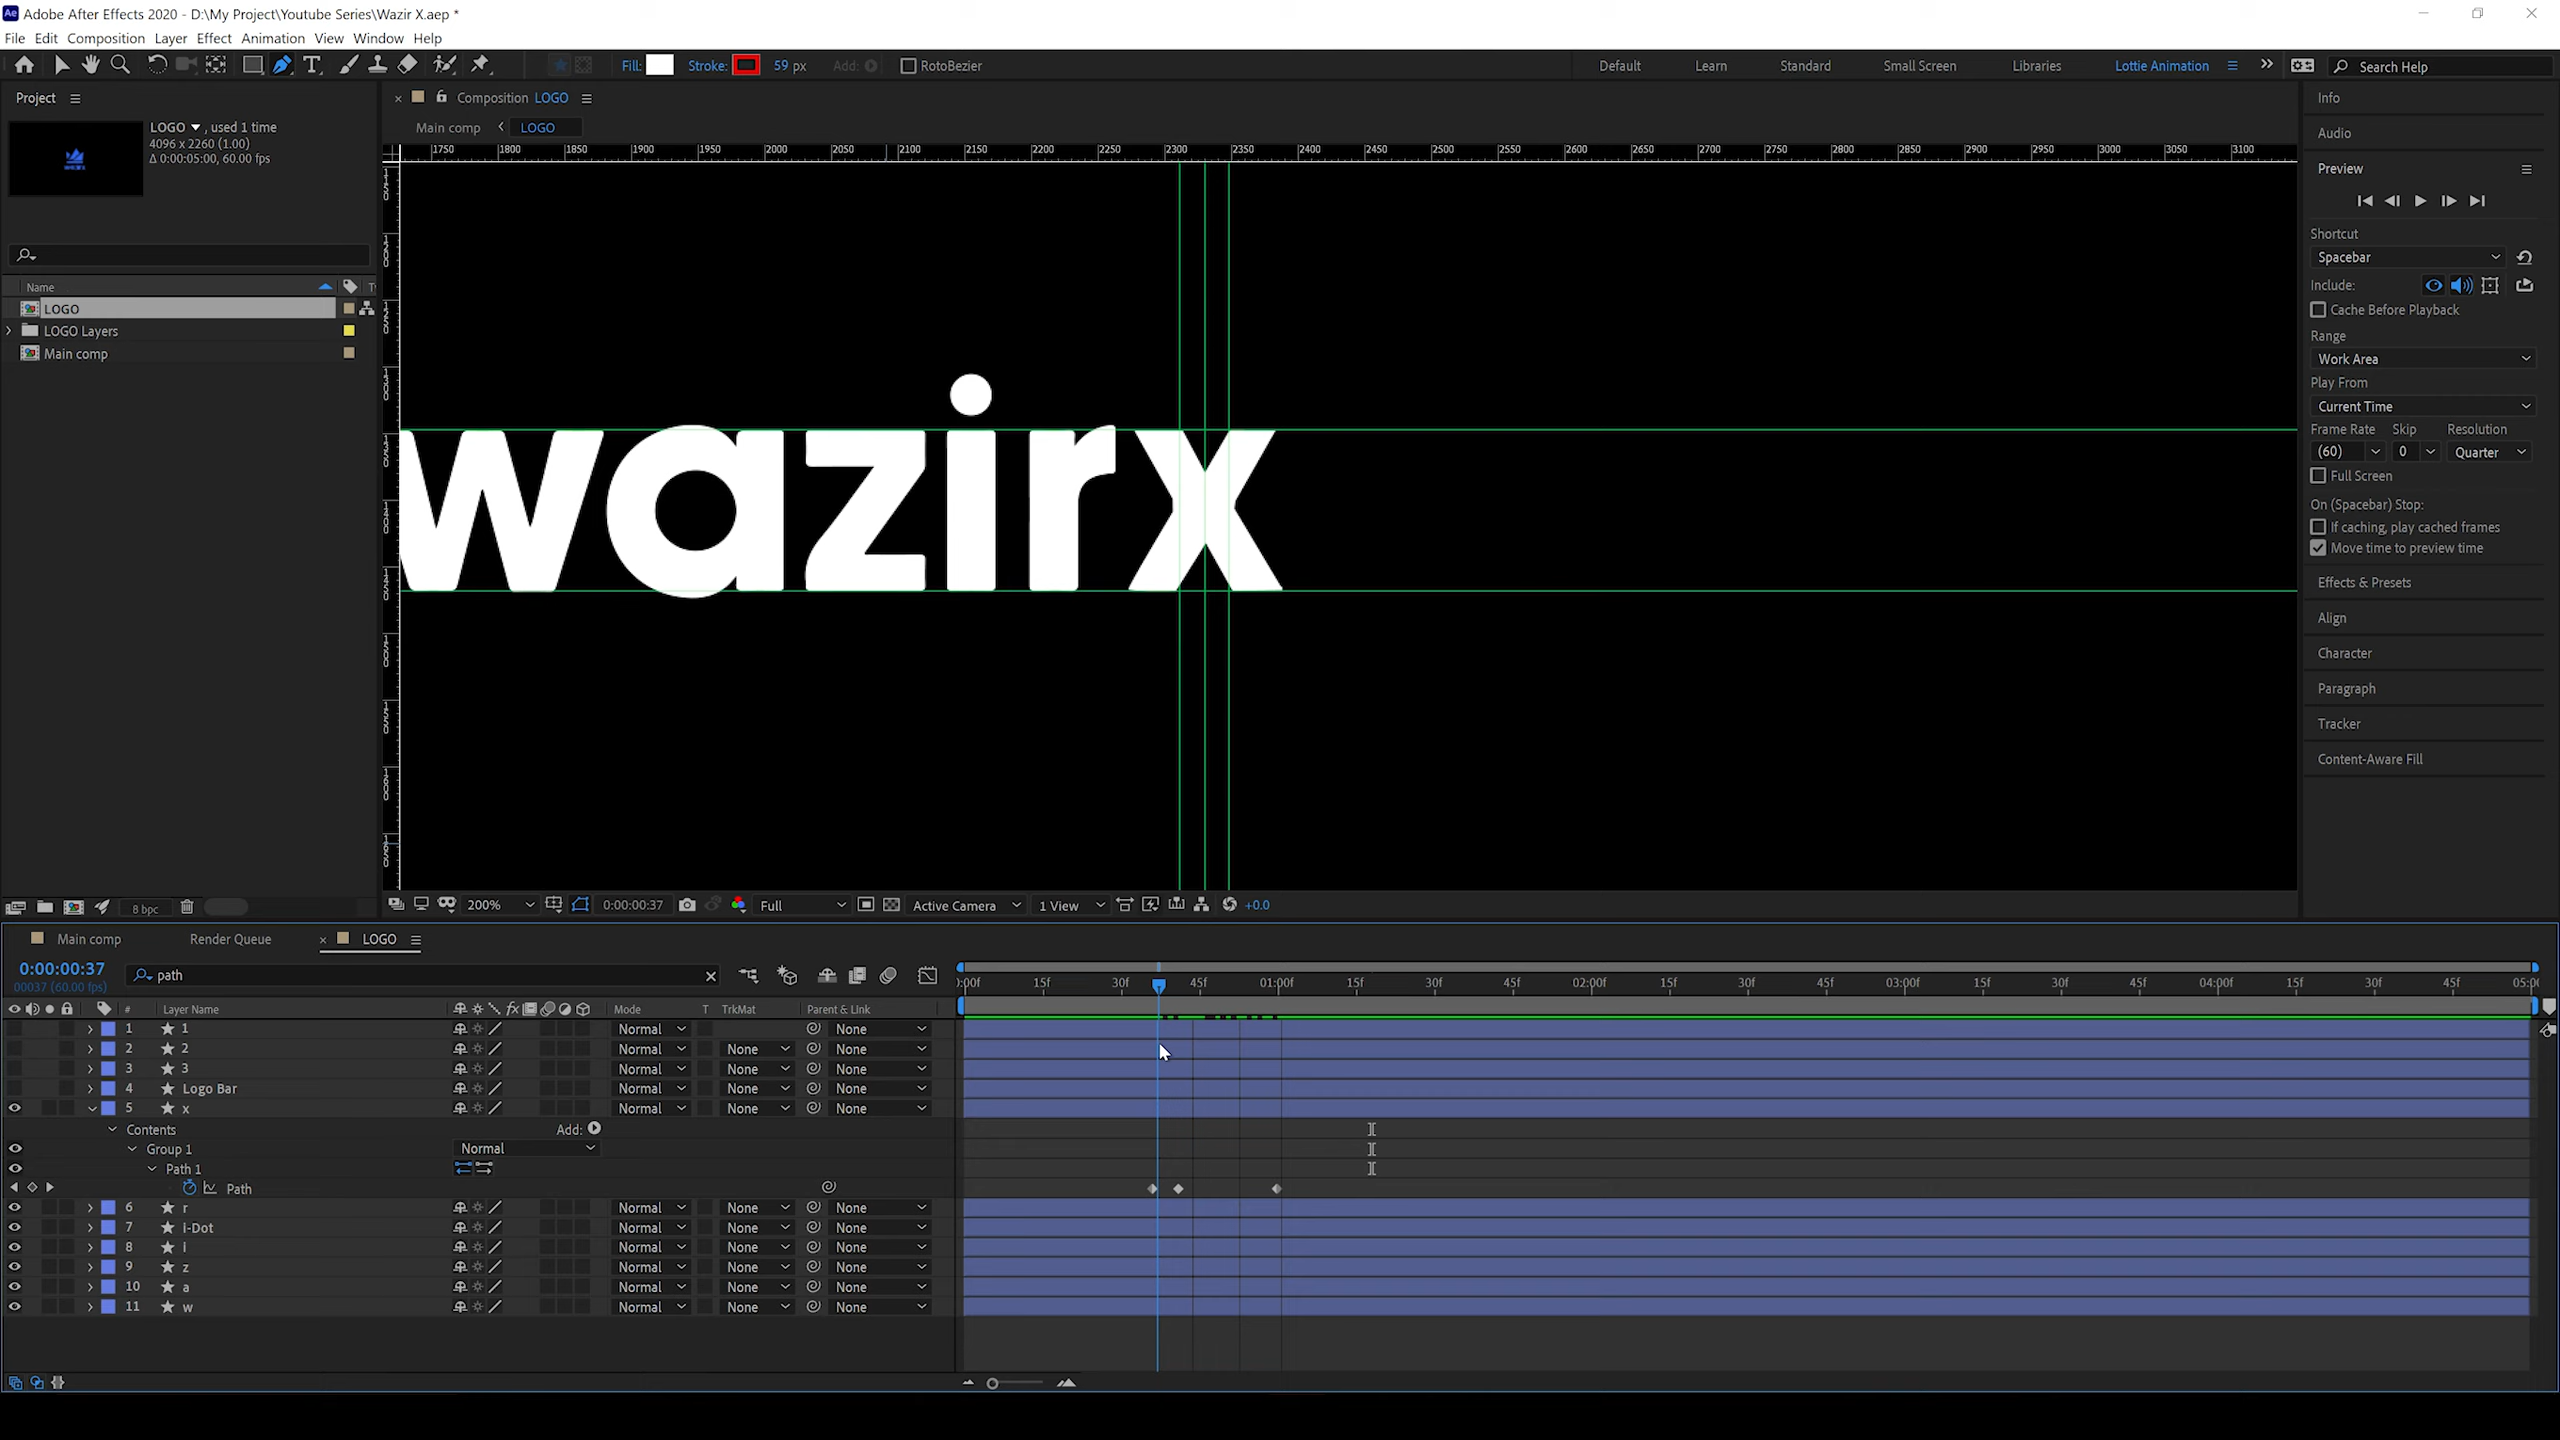 Adobe After Effects 2020 - D:\My Project\Youtube Series\Wazir X.aep *
File Edit Composition Layer Effect Animation View Window Help
Fill: Stroke: 59 px Add: RotoBezier Default Learn Standard Small Screen Libraries Lottie Animation Search Help
Project
LOGO , used 1 time
4096 x 2260 (1.00)
Δ 0:00:05:00, 60.00 fps
Name
LOGO
LOGO Layers
Main comp
8 bpc
Composition LOGO
Main comp LOGO
1750 1800 1850 1900 1950 2000 2050 2100 2150 2200 2250 2300 2350 2400 2450 2500 2550 2600 2650 2700 2750 2800 2850 2900 2950 3000 3050 3100
wazirx
200% 0:00:00:37 Full Active Camera 1 View +0.0
Info
Audio
Preview
Shortcut
Spacebar
Include:
Cache Before Playback
Range
Work Area
Play From
Current Time
Frame Rate Skip Resolution
(60) 0 Quarter
Full Screen
On (Spacebar) Stop:
If caching, play cached frames
Move time to preview time
Effects & Presets
Align
Character
Paragraph
Tracker
Content-Aware Fill
Main comp Render Queue LOGO
0:00:00:37 path
00037 (60.00 fps)
15f 30f 45f 01:00f 15f 30f 45f 02:00f 15f 30f 45f 03:00f 15f 30f 45f 04:00f 15f 30f 45f
# Layer Name Mode T TrkMat Parent & Link
1 1 Normal None
2 2 Normal None None
3 3 Normal None None
4 Logo Bar Normal None None
5 x Normal None None
Contents Add:
Group 1 Normal
Path 1
Path
6 r Normal None None
7 i-Dot Normal None None
8 i Normal None None
9 z Normal None None
10 a Normal None None
11 w Normal None None